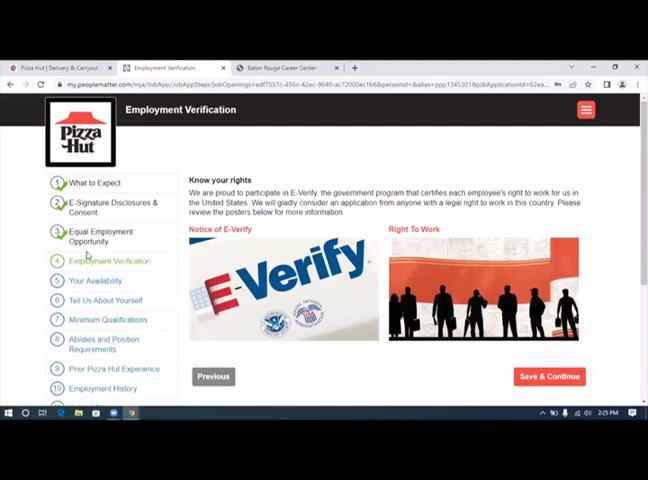 Pizza Hut | Delivery & Carryout
Employment Verification
Baton Rouge Career Center
Employment Verification
Pizza
Hut
1 What to Expect
2 E-Signature Disclosures &
Consent
3 Equal Employment
Opportunity
4 Employment Verification
5 Your Availability
6 Tell Us About Yourself
7 Minimum Qualifications
8 Abilities and Position
Requirements
9 Prior Pizza Hut Experience
10 Employment History
Know your rights
We are proud to participate in E-Verify, the government program that certifies each employee's right to work for us in
the United States. We will gladly consider an application from anyone with a legal right to work in this country. Please
review the posters below for more information.
Notice of E-Verify
Right To Work
E-Verify
Previous
Save & Continue
2:25 PM